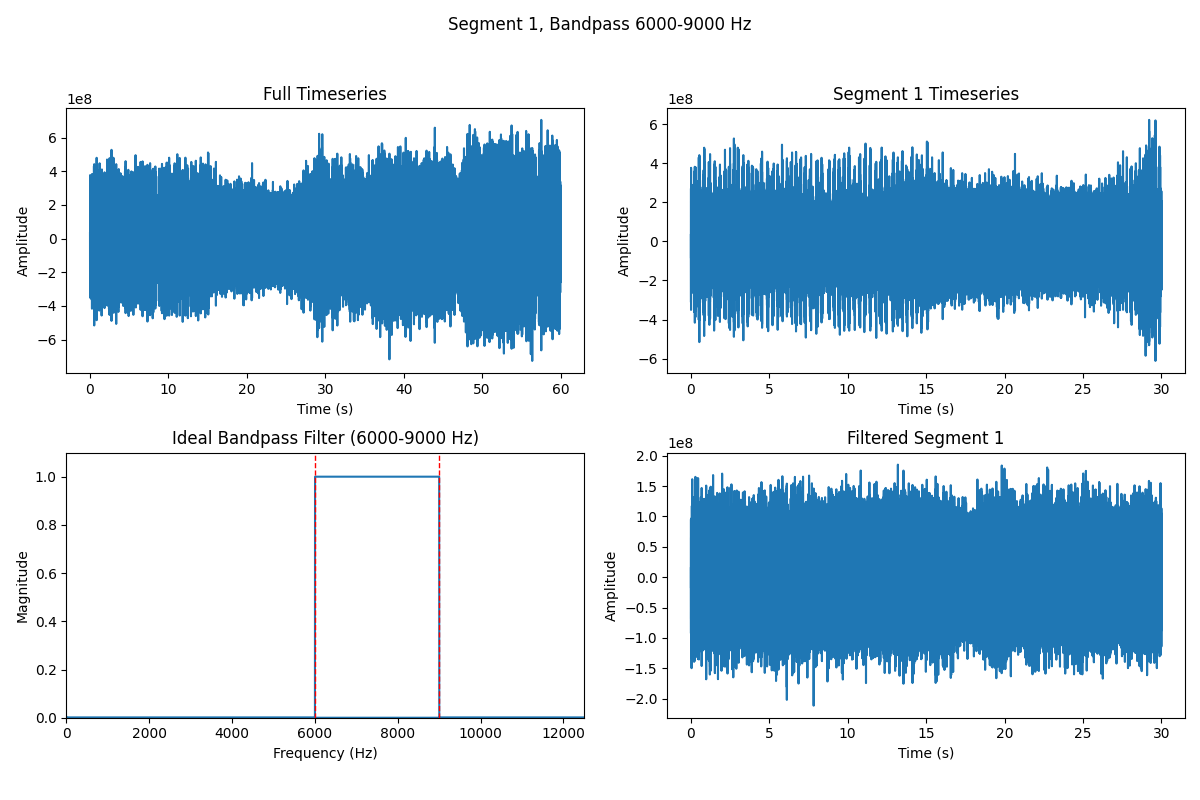 Segment 1, Bandpass 6000-9000 Hz
Full Timeseries
1e8
6
4
2
0
−2
−4
−6
Amplitude
0 10 20 30 40 50 60
Time (s)
Segment 1 Timeseries
1e8
6
4
2
0
−2
−4
−6
Amplitude
0 5 10 15 20 25 30
Time (s)
Ideal Bandpass Filter (6000-9000 Hz)
1.0
0.8
0.6
0.4
0.2
0.0
Magnitude
0 2000 4000 6000 8000 10000 12000
Frequency (Hz)
Filtered Segment 1
1e8
2.0
1.5
1.0
0.5
0.0
−0.5
−1.0
−1.5
−2.0
Amplitude
0 5 10 15 20 25 30
Time (s)